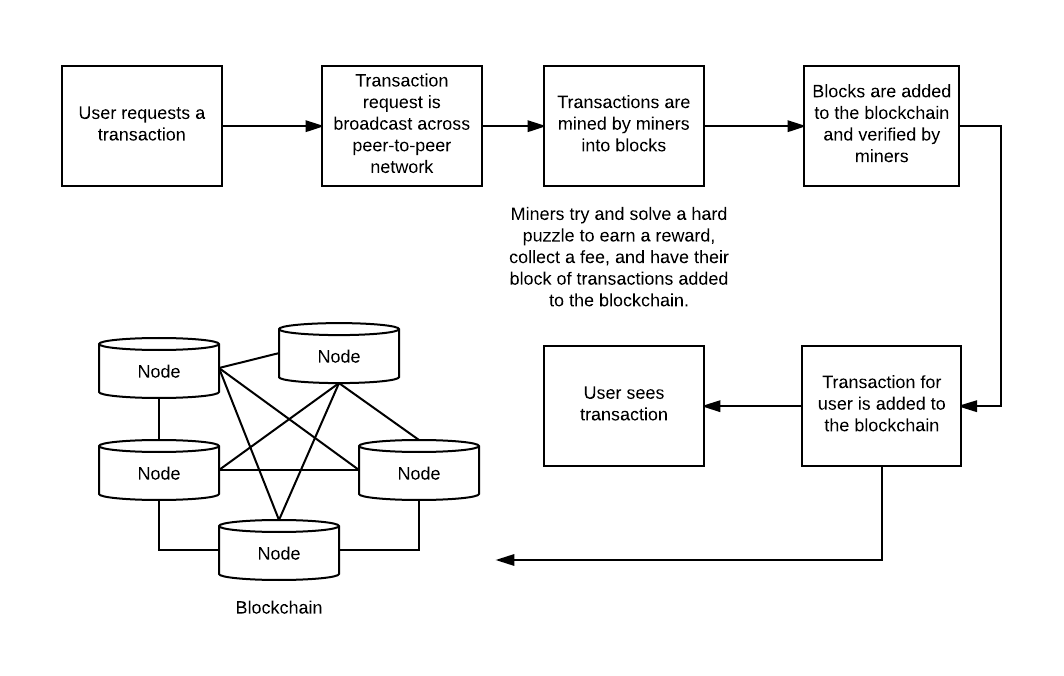 User requests a
transaction
Transaction
request is
broadcast across
peer-to-peer
network
Transactions are
mined by miners
into blocks
Blocks are added
to the blockchain
and verified by
miners
Miners try and solve a hard
puzzle to earn a reward,
collect a fee, and have their
block of transactions added
to the blockchain.
Node
Node
Node
Node
Node
Blockchain
User sees
transaction
Transaction for
user is added to
the blockchain